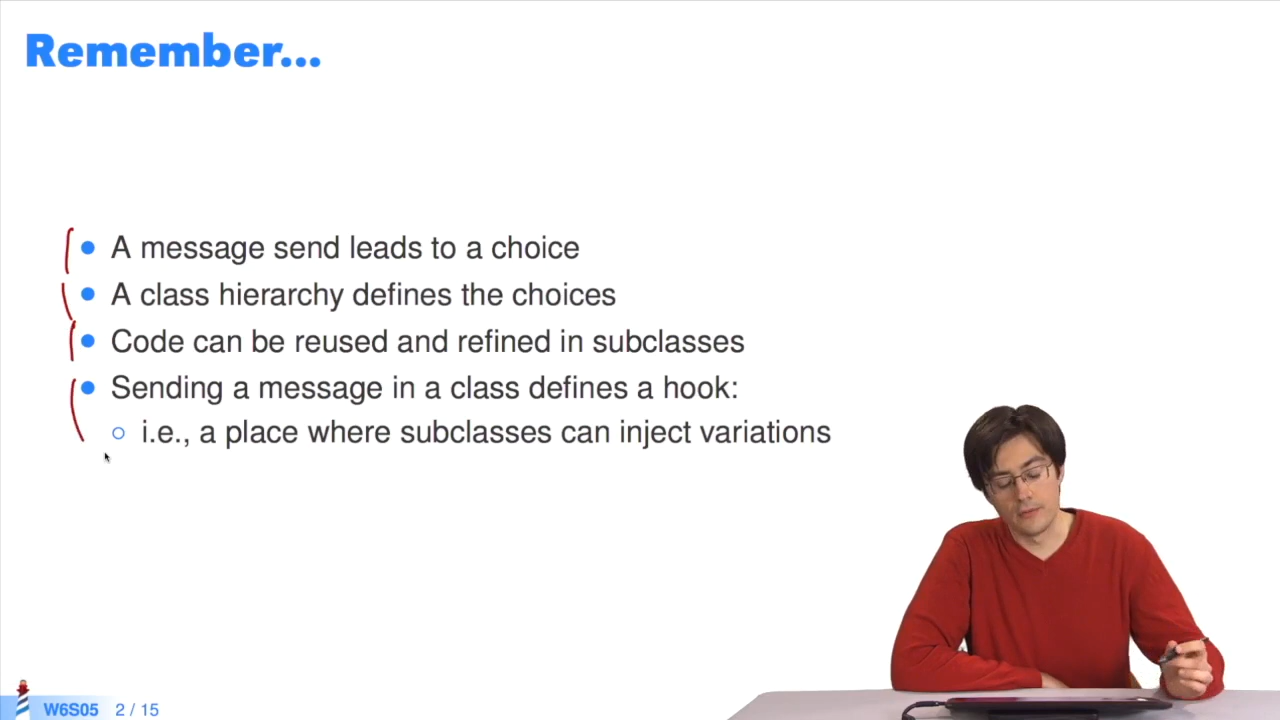 Remember...
A message send leads to a choice
A class hierarchy defines the choices
Code can be reused and refined in subclasses
Sending a message in a class defines a hook:
i.e., a place where subclasses can inject variations
W6S05 2 / 15